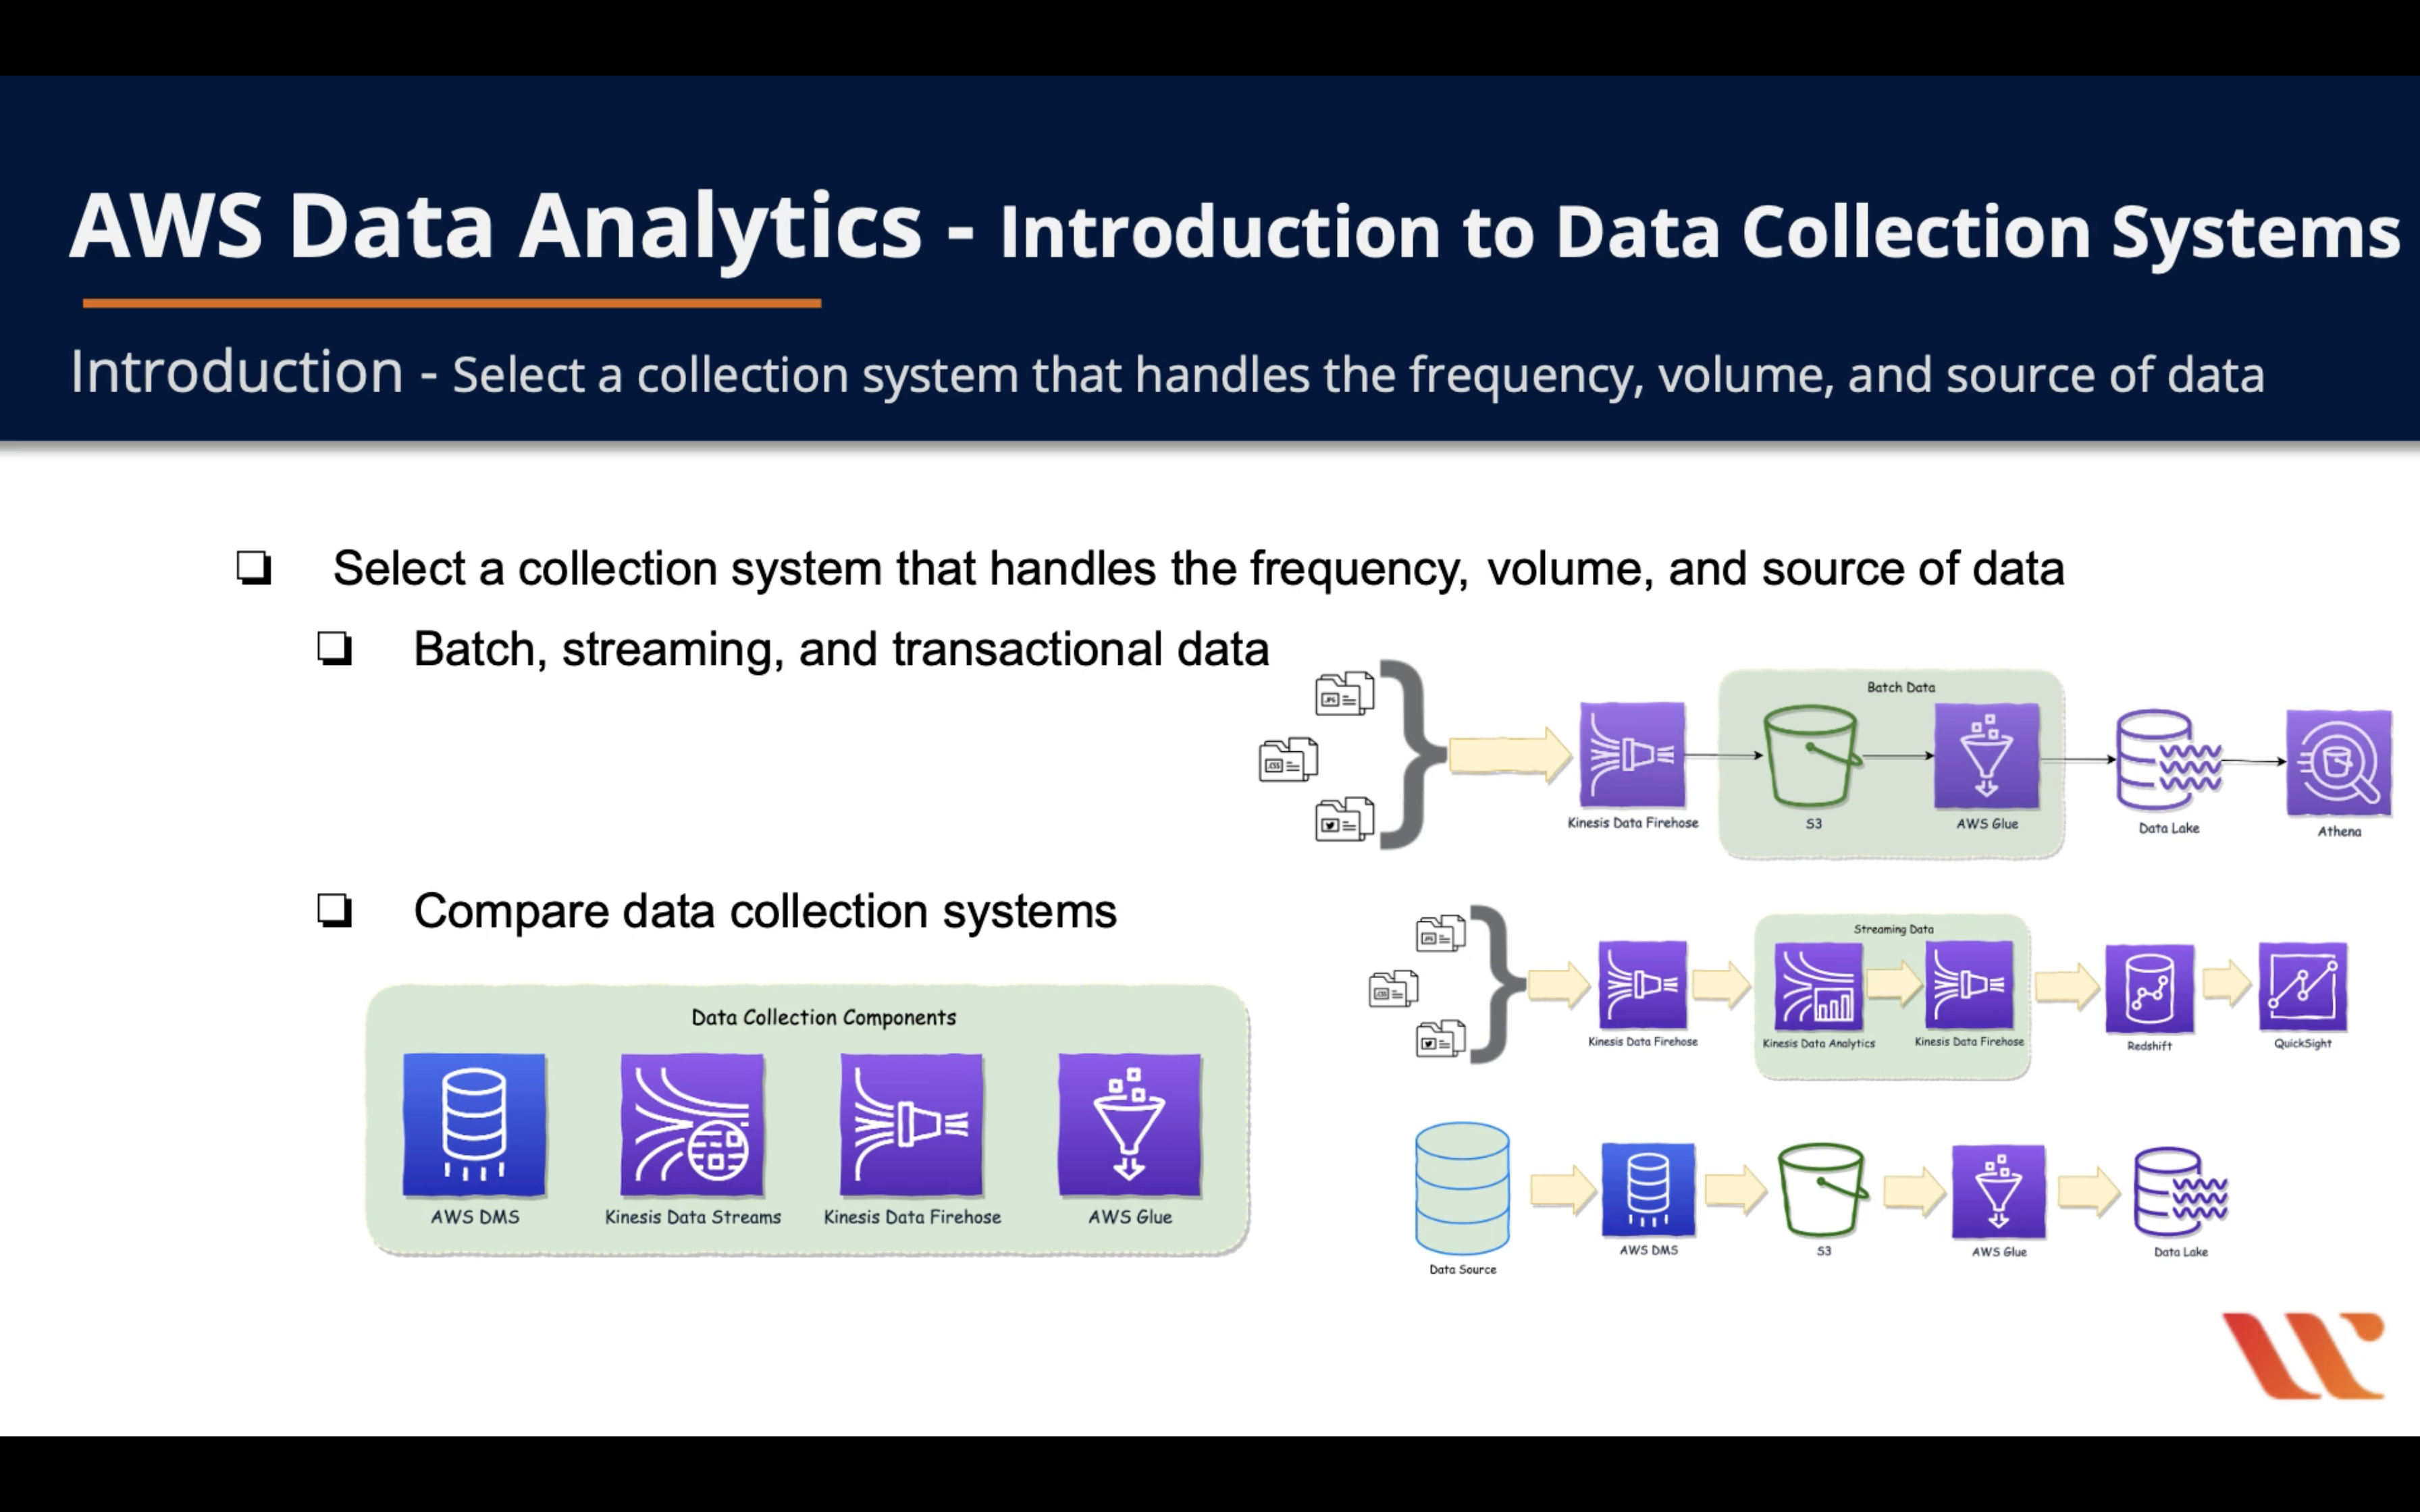 AWS Data Analytics - Introduction to Data Collection Systems
Introduction - Select a collection system that handles the frequency, volume, and source of data
Select a collection system that handles the frequency, volume, and source of data
Batch, streaming, and transactional data
Batch Data
Kinesis Data Firehose
S3
AWS Glue
Data Lake
Athena
Compare data collection systems
Data Collection Components
AWS DMS
Kinesis Data Streams
Kinesis Data Firehose
AWS Glue
Streaming Data
Kinesis Data Firehose
Kinesis Data Analytics
Kinesis Data Firehose
Redshift
QuickSight
Data Source
AWS DMS
S3
AWS Glue
Data Lake